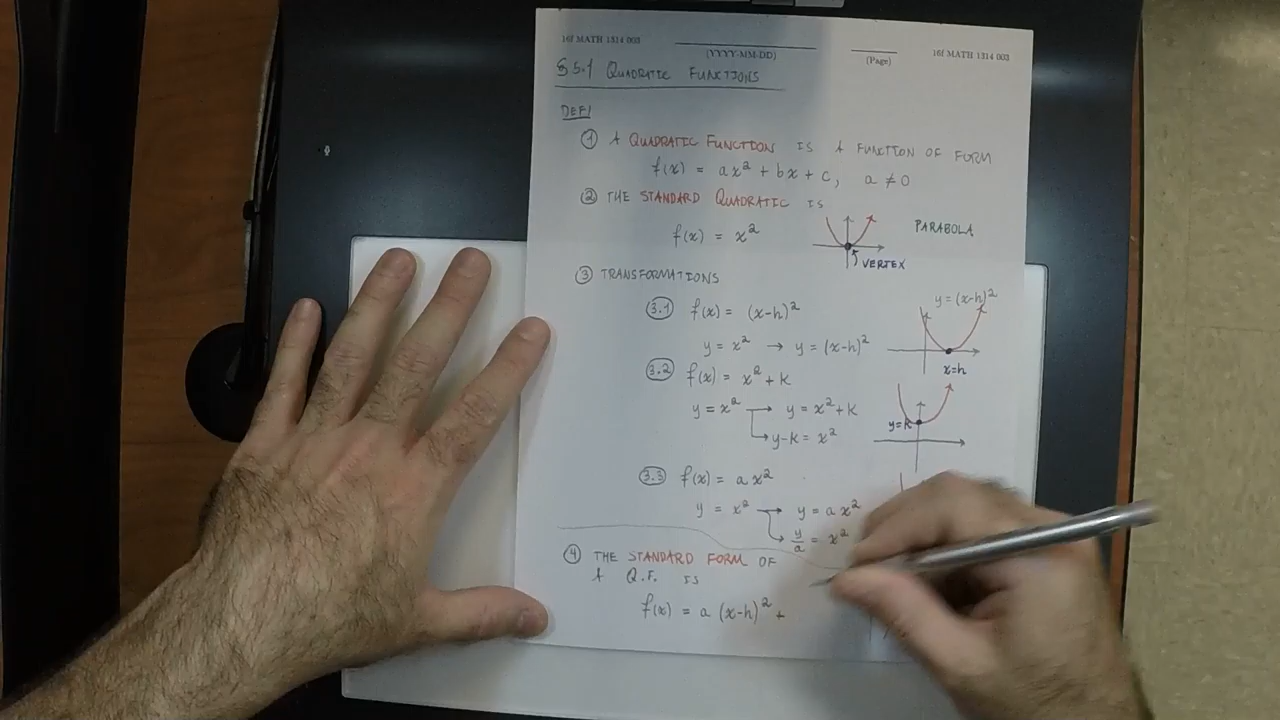 16f MATH 1314 003 (YYYY-MM-DD) (Page) 16f MATH 1314 003
§5.1 QUADRATIC FUNCTIONS
DEF/
① A QUADRATIC FUNCTION IS A FUNCTION OF FORM
f(x) = ax² + bx + c, a ≠ 0
② THE STANDARD QUADRATIC IS
f(x) = x²
PARABOLA
VERTEX
③ TRANSFORMATIONS
3.1 f(x) = (x-h)²
y = (x-h)²
y = x² → y = (x-h)²
x=h
3.2 f(x) = x² + k
y = x² → y = x² + k
y=k
→ y-k = x²
3.3 f(x) = a x²
y = x² → y = a x²
→ y/a = x²
④ THE STANDARD FORM OF
A Q.F. IS
f(x) = a (x-h)² +